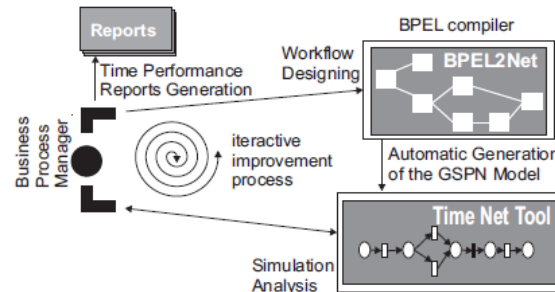 Reports
BPEL compiler
BPEL2Net
Workflow
Designing
Time Performance
Reports Generation
Business
Process
Manager
iteractive
improvement
process
Automatic Generation
of the GSPN Model
Time Net Tool
Simulation
Analysis